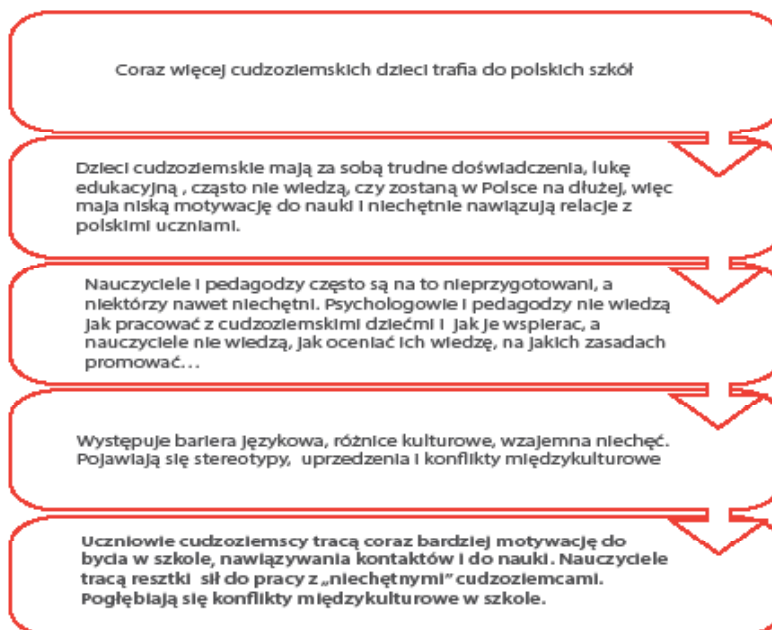 Coraz więcej cudzoziemskich dzieci trafia do polskich szkół
Dzieci cudzoziemskie mają za sobą trudne doświadczenia, lukę
edukacyjną , cząsto nie wiedzą, czy zostaną w Polsce na dłużej, więc
maja niską motywację do nauki i niechętnie nawiązują relacje z
polskimi uczniami.
Nauczyciele i pedagodzy często są na to nieprzygotowani, a
niektórzy nawet niechętni. Psychologowie i pedagodzy nie wiedzą
jak pracować z cudzoziemskimi dziećmi i jak je wspierac, a
nauczyciele nie wiedzą, jak oceniać ich wiedzę, na jakich zasadach
promować...
Występuje bariera językowa, różnice kulturowe, wzajemna niechęć.
Pojawiają się stereotypy, uprzedzenia i konflikty międzykulturowe
Uczniowie cudzoziemscy tracą coraz bardziej motywację do
bycia w szkole, nawiązywania kontaktów i do nauki. Nauczyciele
tracą resztki sił do pracy z „niechętnymi” cudzoziemcami.
Pogłębiają się konflikty międzykulturowe w szkole.